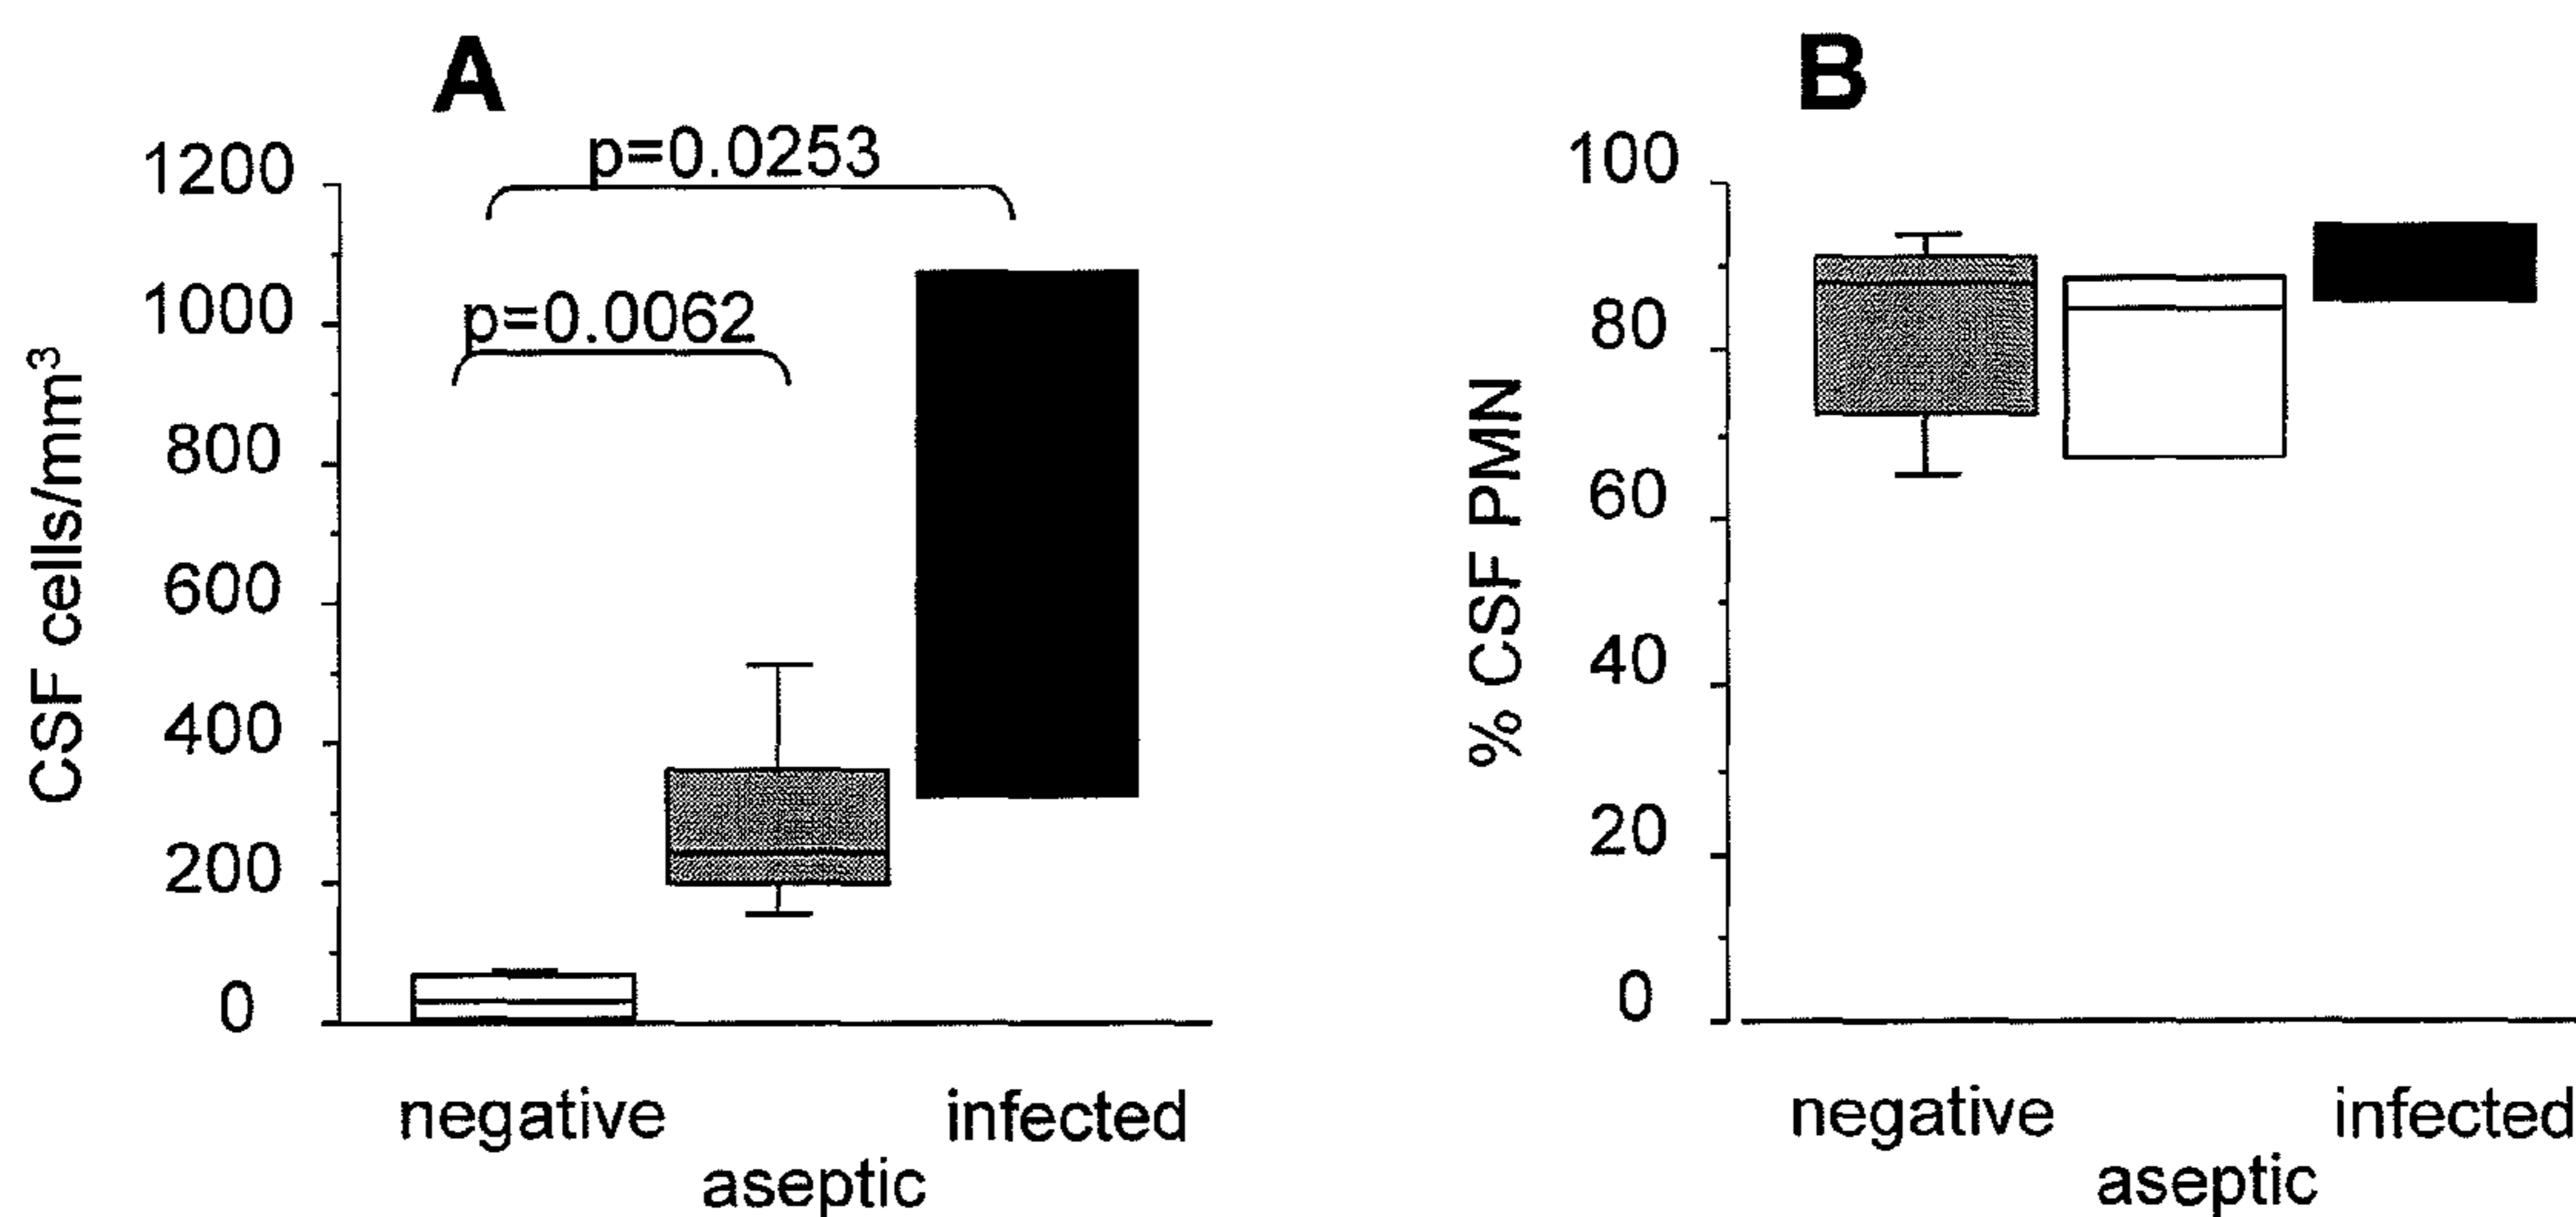 A
p=0.0253
p=0.0062
CSF cells/mm³
1200
1000
800
600
400
200
0
negative
aseptic
infected
B
% CSF PMN
100
80
60
40
20
0
negative
aseptic
infected